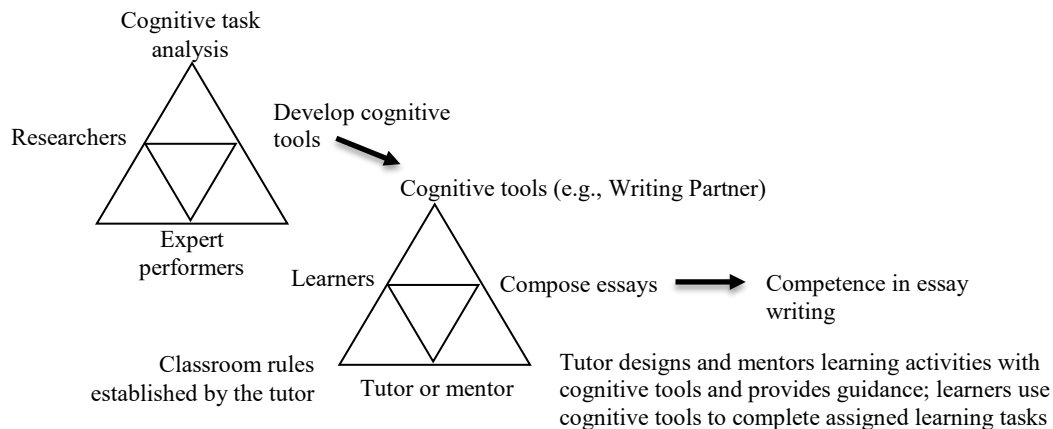 Cognitive task
analysis
Researchers
Develop cognitive
tools
Expert
performers
Cognitive tools (e.g., Writing Partner)
Learners
Compose essays
Competence in essay
writing
Classroom rules
established by the tutor
Tutor or mentor
Tutor designs and mentors learning activities with
cognitive tools and provides guidance; learners use
cognitive tools to complete assigned learning tasks